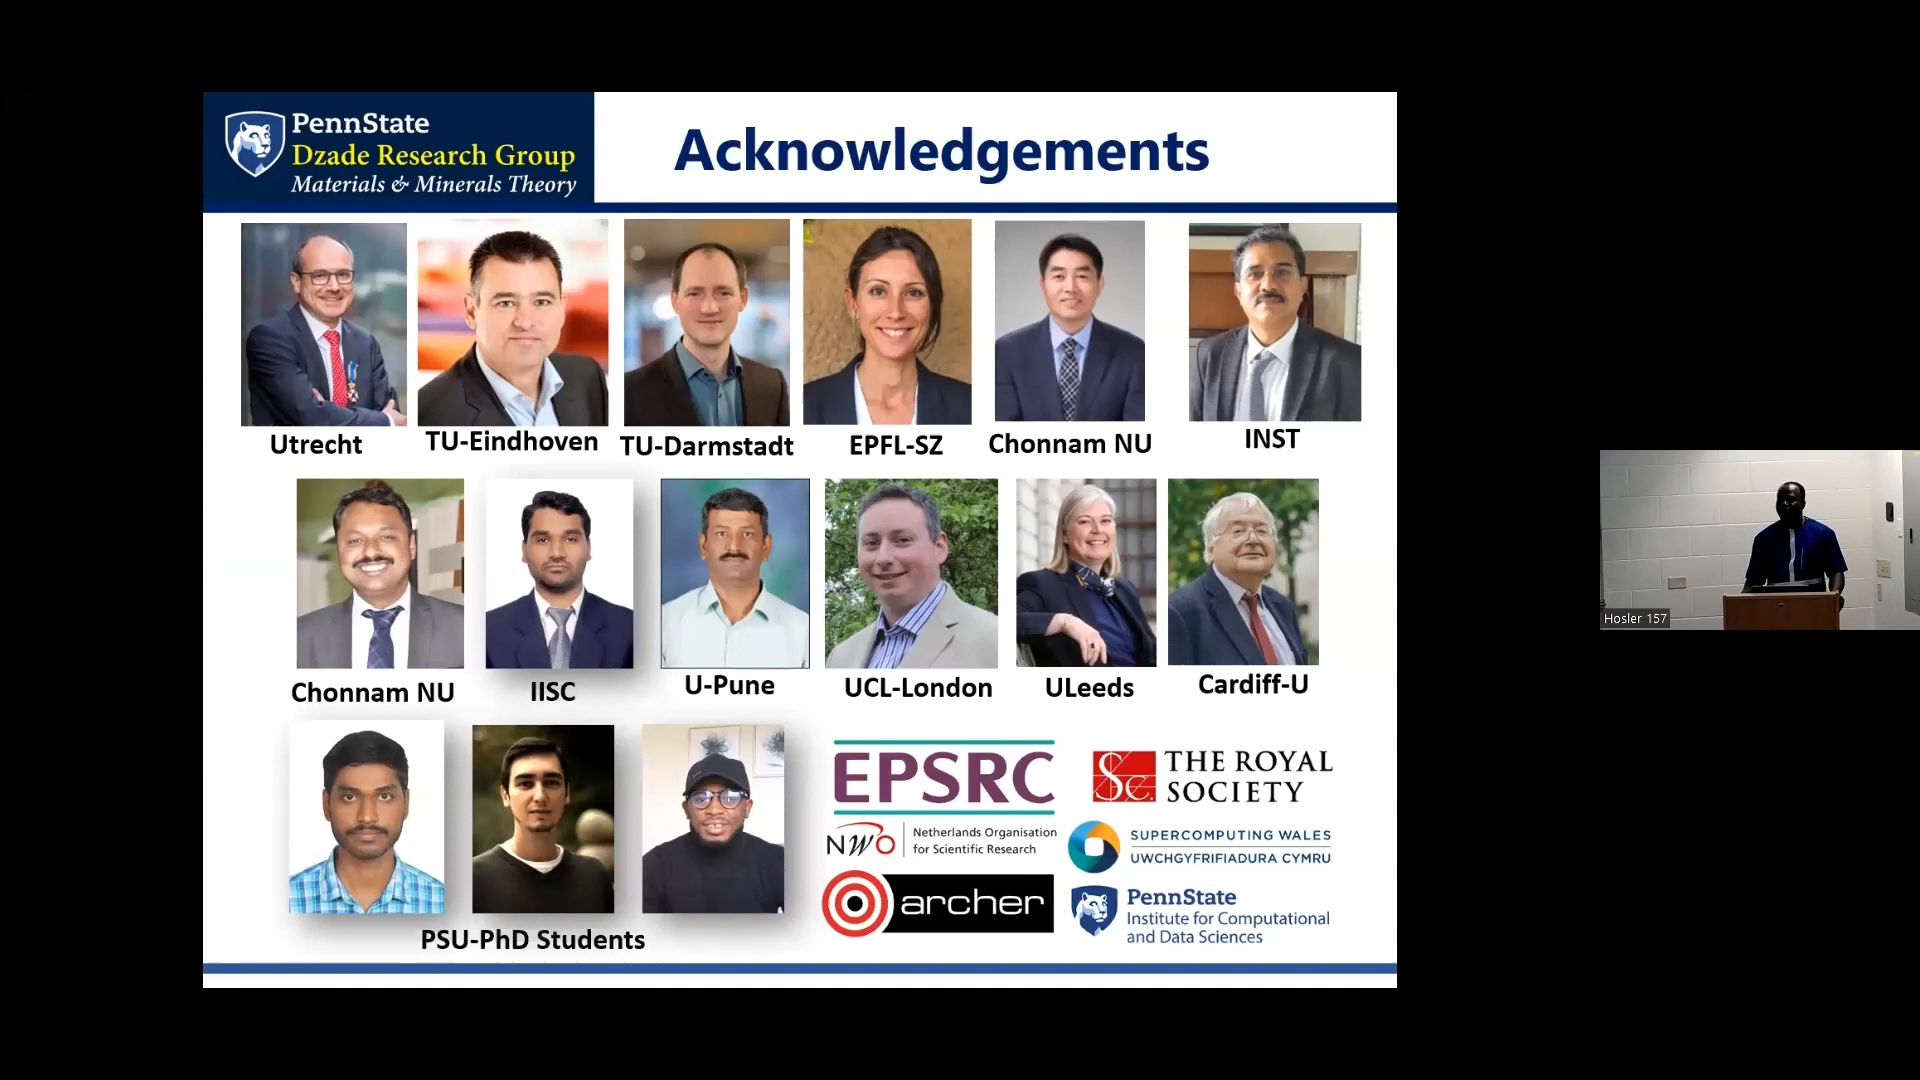 PennState
Dzade Research Group
Materials & Minerals Theory
Acknowledgements
Utrecht
TU-Eindhoven
TU-Darmstadt
EPFL-SZ
Chonnam NU
INST
Chonnam NU
IISC
U-Pune
UCL-London
ULeeds
Cardiff-U
PSU-PhD Students
EPSRC
THE ROYAL
SOCIETY
NWO
Netherlands Organisation
for Scientific Research
SUPERCOMPUTING WALES
UWCHGYFRIFIADURA CYMRU
archer
PennState
Institute for Computational
and Data Sciences
Hosler 157